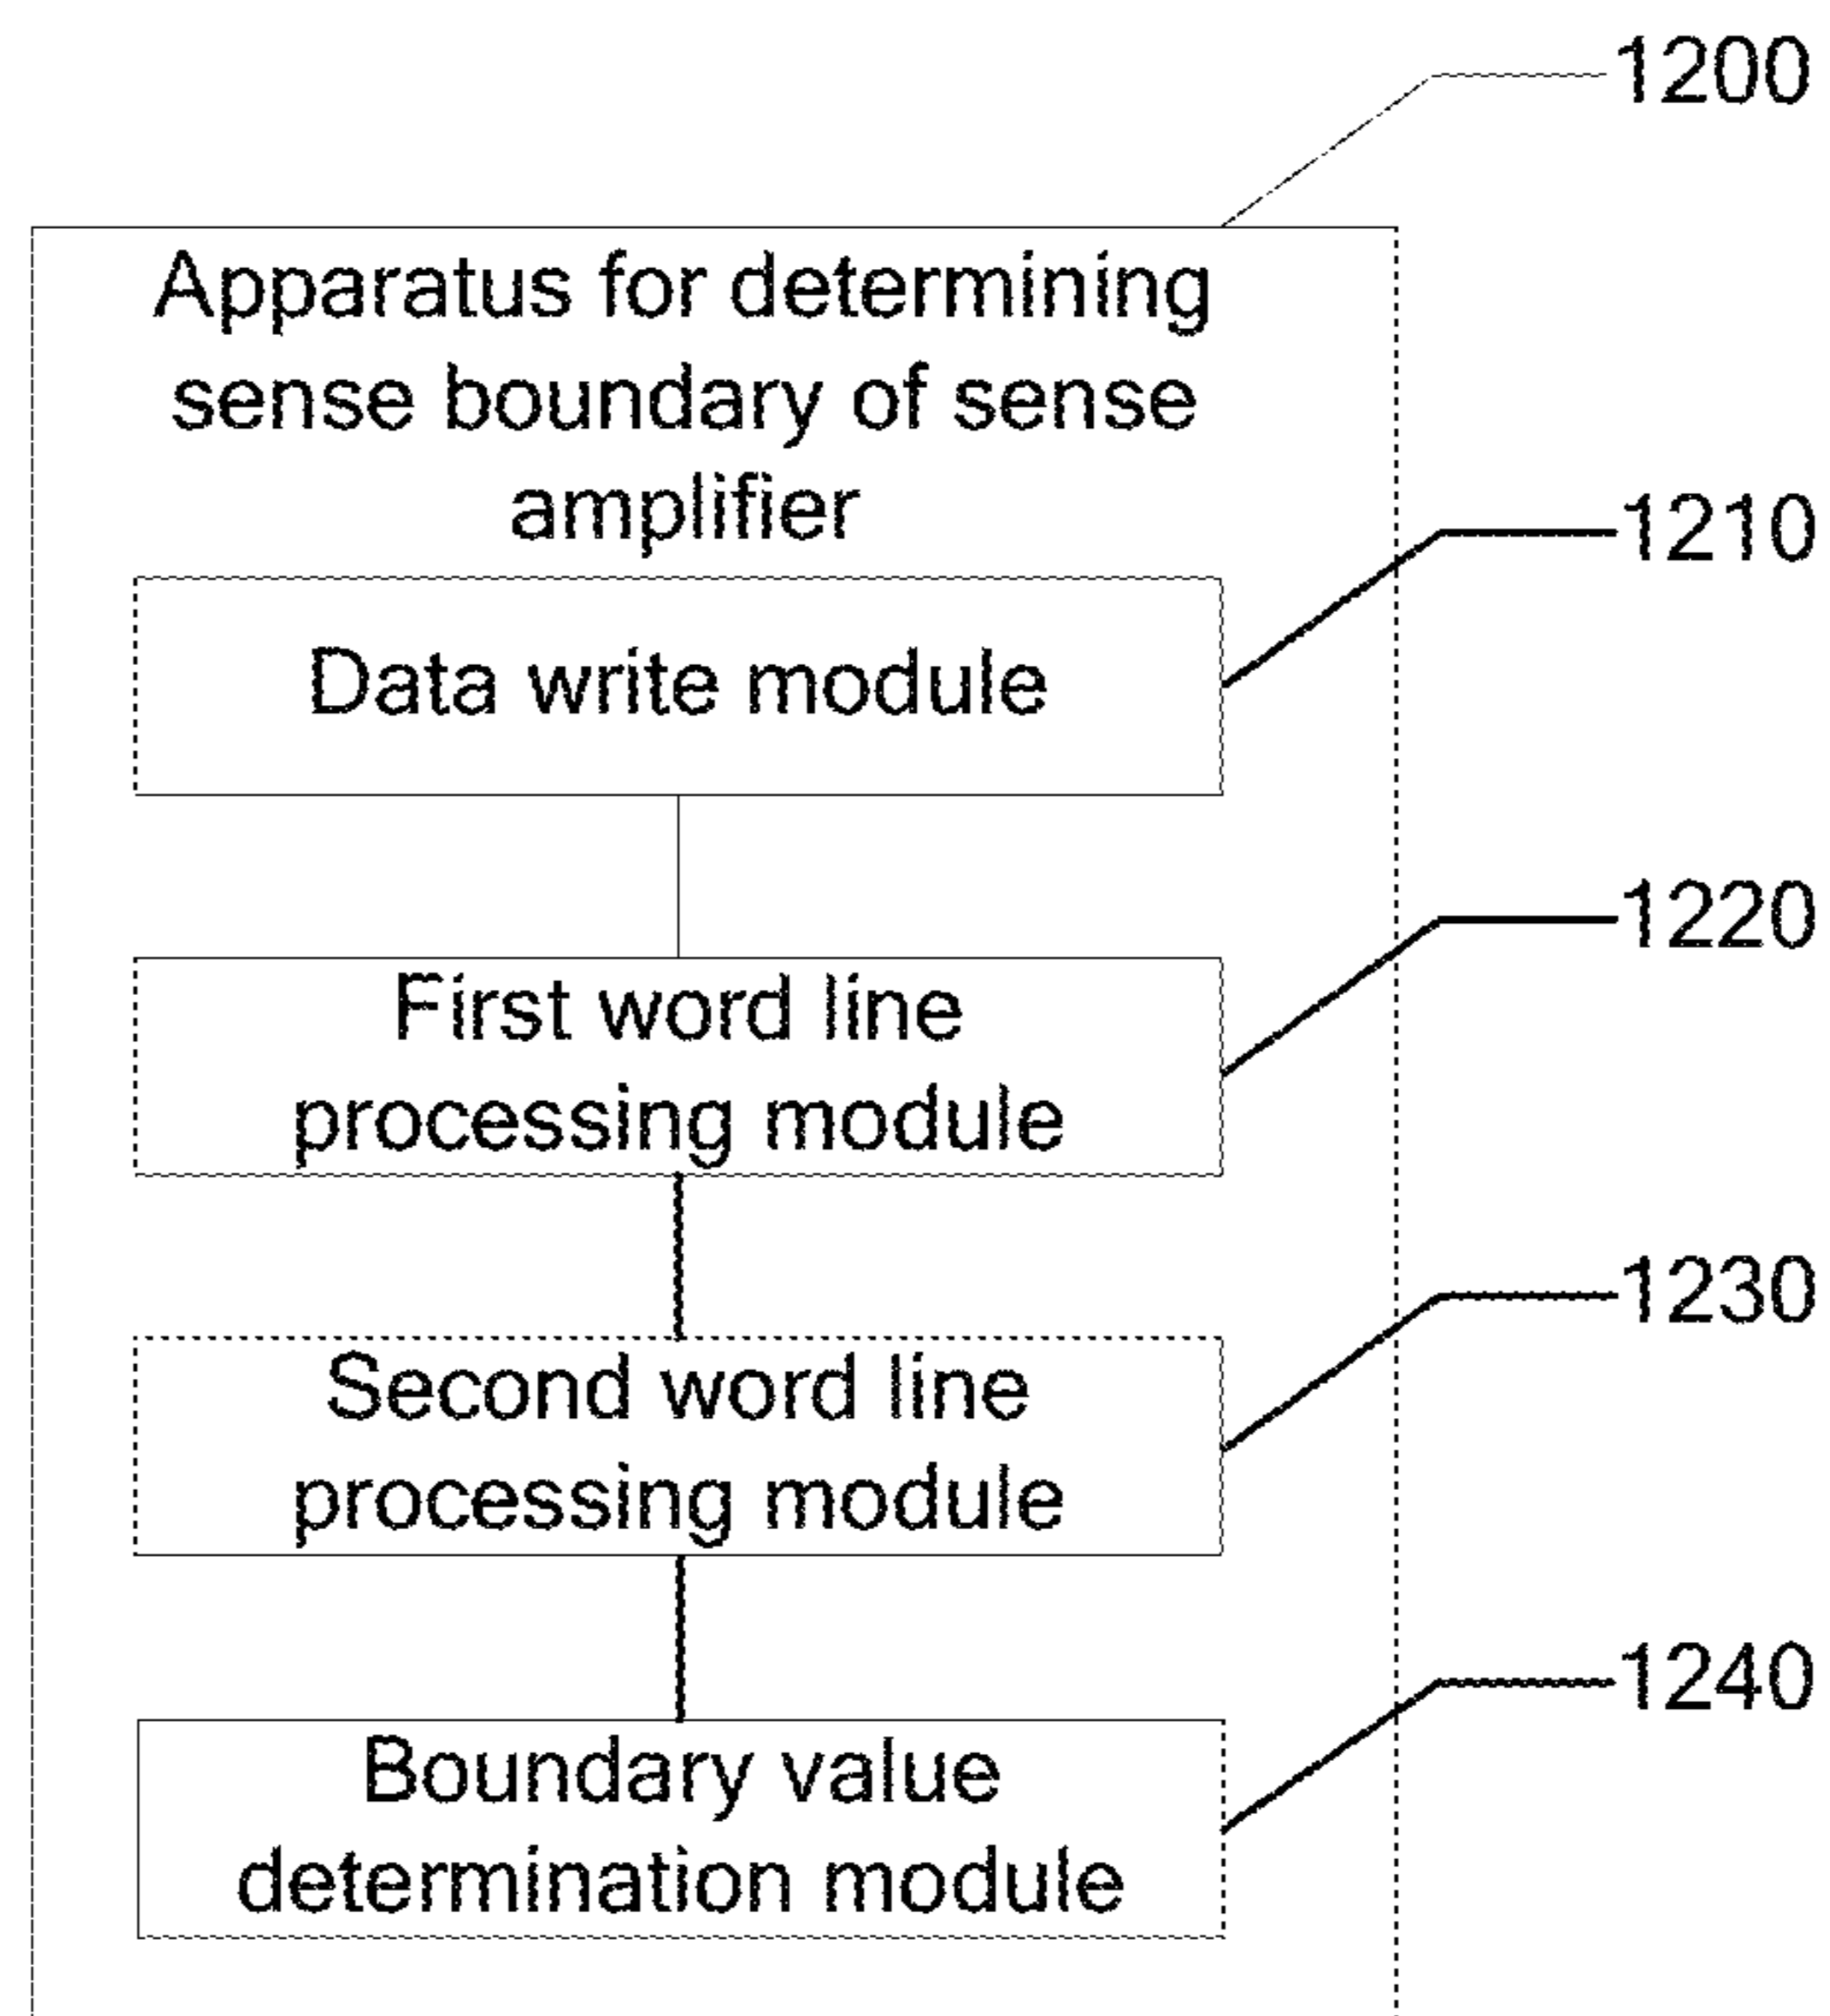 1200
Apparatus for determining
sense boundary of sense
amplifier
1210
Data write module
1220
First word line
processing module
1230
Second word line
processing module
1240
Boundary value
determination module